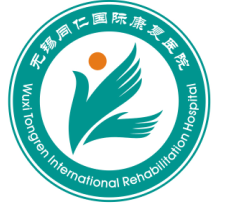 无锡同仁国际康复医院
Wuxi Tongren International Rehabilitation Hospital